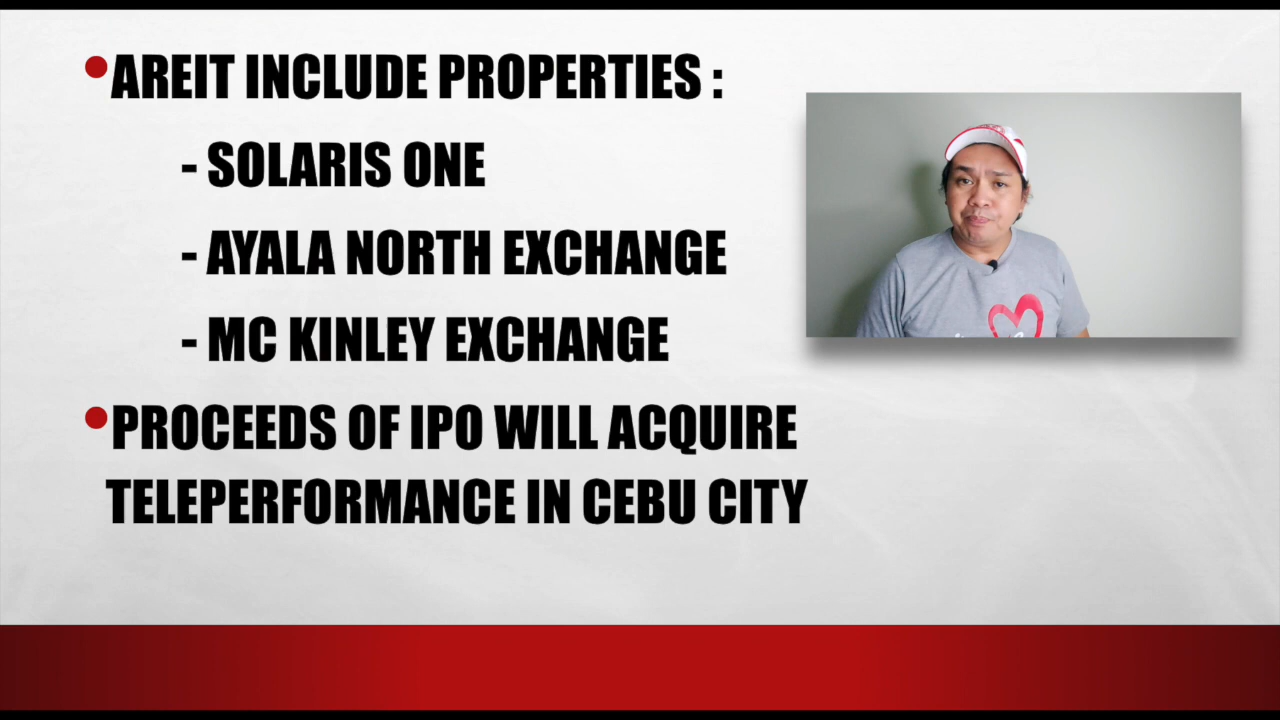 •AREIT INCLUDE PROPERTIES :
- SOLARIS ONE
- AYALA NORTH EXCHANGE
- MC KINLEY EXCHANGE
•PROCEEDS OF IPO WILL ACQUIRE
TELEPERFORMANCE IN CEBU CITY